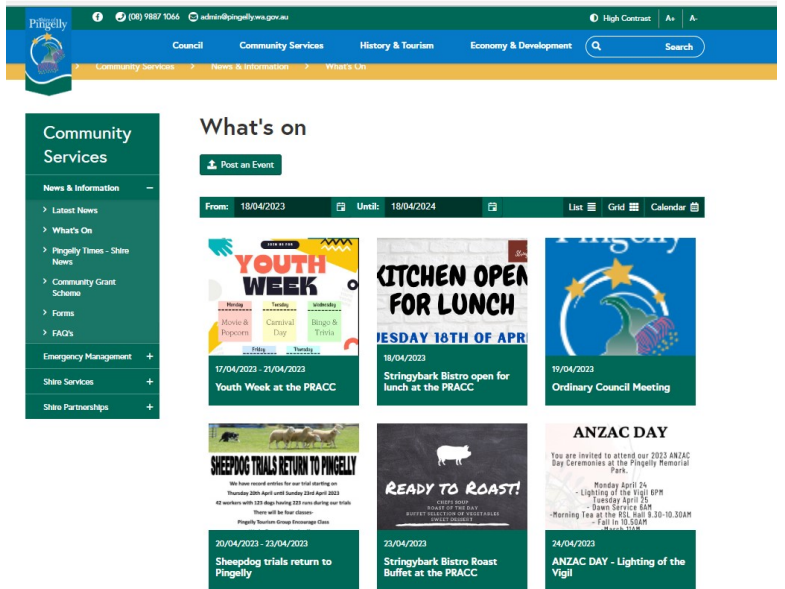 Shire of
Pingelly
(08) 9887 1066 admin@pingelly.wa.gov.au
High Contrast A+ A-
Council Community Services History & Tourism Economy & Development Search
> Community Services > News & Information > What's On
Community
Services
News & Information −
> Latest News
> What's On
> Pingelly Times - Shire
News
> Community Grant
Scheme
> Forms
> FAQ's
Emergency Management +
Shire Services +
Shire Partnerships +
What's on
Post an Event
From: 18/04/2023 Until: 18/04/2024 List Grid Calendar
JOIN US FOR
YOUTH
WEEK
Monday Tuesday Wednesday
Movie & Carnival Bingo &
Popcorn Day Trivia
Friday Thursday
17/04/2023 - 21/04/2023
Youth Week at the PRACC
KITCHEN OPEN
FOR LUNCH
ESDAY 18TH OF APR
18/04/2023
Stringybark Bistro open for
lunch at the PRACC
Pingelly
19/04/2023
Ordinary Council Meeting
SHEEPDOG TRIALS RETURN TO PINGELLY
We have record entries for our trial starting on
Thursday 20th April until Sunday 23rd April 2023
42 workers with 123 dogs having 223 runs during our trials
There will be four classes-
Pingelly Tourism Group Encourage Class
20/04/2023 - 23/04/2023
Sheepdog trials return to
Pingelly
READY TO ROAST!
CHEFS SOUP
ROAST OF THE DAY
BUFFET SELECTION OF VEGETABLES
SWEET DESSERT
23/04/2023
Stringybark Bistro Roast
Buffet at the PRACC
ANZAC DAY
You are invited to attend our 2023 ANZAC
Day Ceremonies at the Pingelly Memorial
Park.
Monday April 24
- Lighting of the Vigil 6PM
Tuesday April 25
- Dawn Service 6AM
-Morning Tea at the RSL Hall 9.30-10.30AM
- Fall In 10.50AM
-March 11AM
24/04/2023
ANZAC DAY - Lighting of the
Vigil